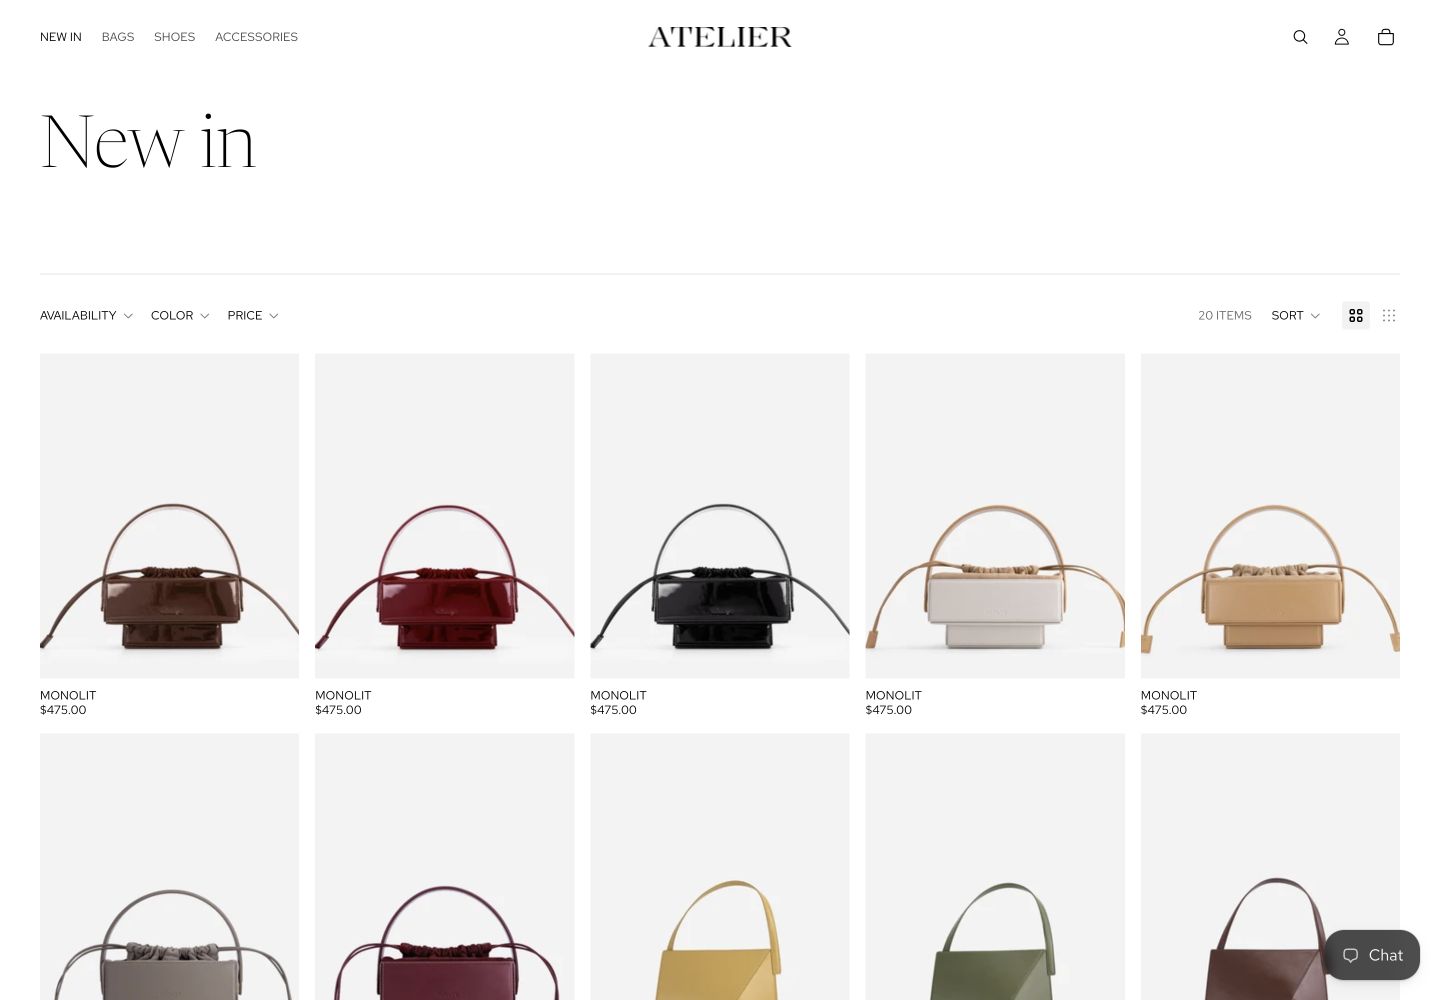 NEW IN BAGS SHOES ACCESSORIES
ATELIER
New in
AVAILABILITY COLOR PRICE
20 ITEMS SORT
MONOLIT
$475.00
MONOLIT
$475.00
MONOLIT
$475.00
MONOLIT
$475.00
MONOLIT
$475.00
Chat